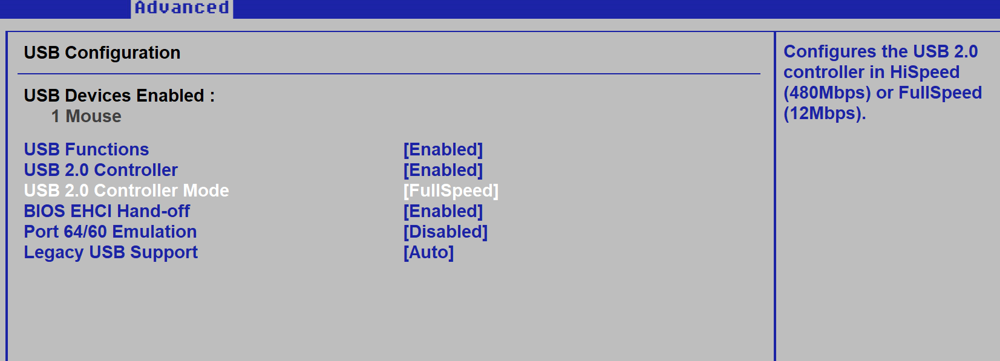 Advanced
USB Configuration
USB Devices Enabled :
1 Mouse
USB Functions [Enabled]
USB 2.0 Controller [Enabled]
USB 2.0 Controller Mode [FullSpeed]
BIOS EHCI Hand-off [Enabled]
Port 64/60 Emulation [Disabled]
Legacy USB Support [Auto]
Configures the USB 2.0
controller in HiSpeed
(480Mbps) or FullSpeed
(12Mbps).